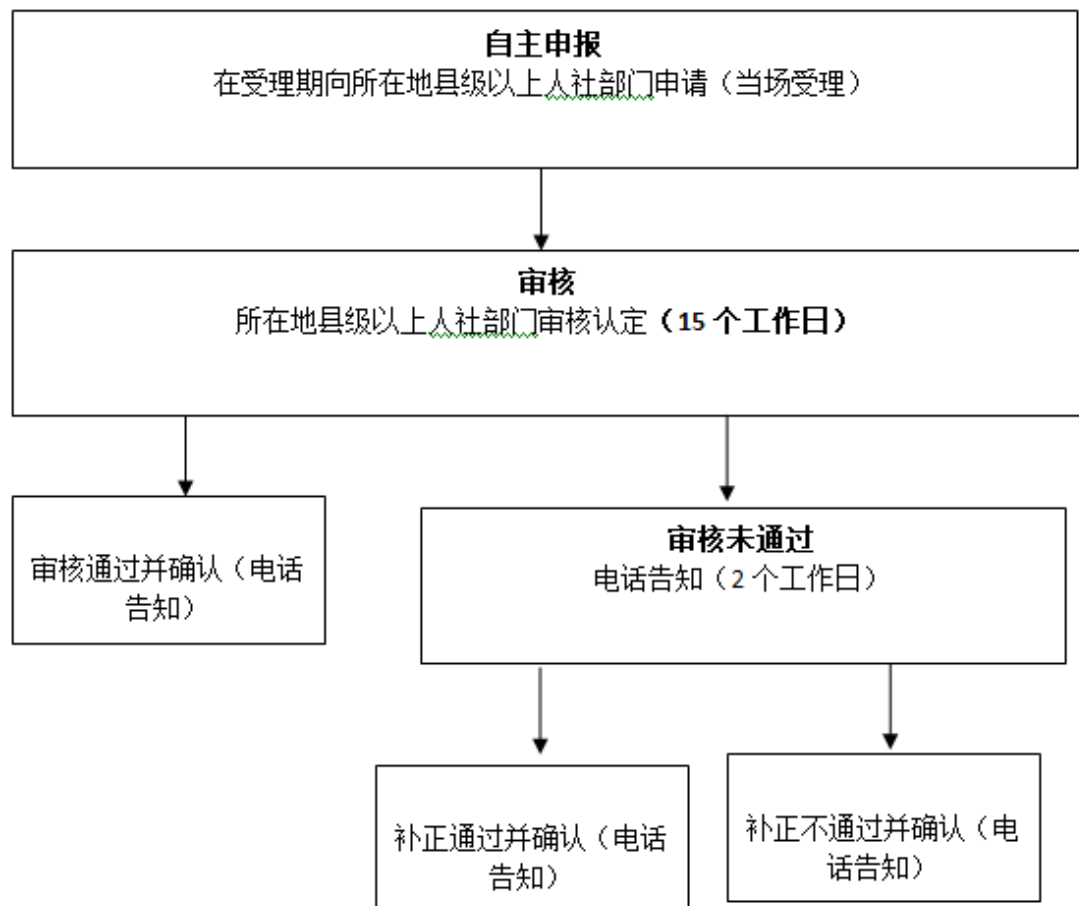 自主申报
在受理期向所在地县级以上人社部门申请（当场受理）
审核
所在地县级以上人社部门审核认定（15 个工作日）
审核通过并确认（电话
告知）
审核未通过
电话告知（2 个工作日）
补正通过并确认（电话
告知）
补正不通过并确认（电
话告知）